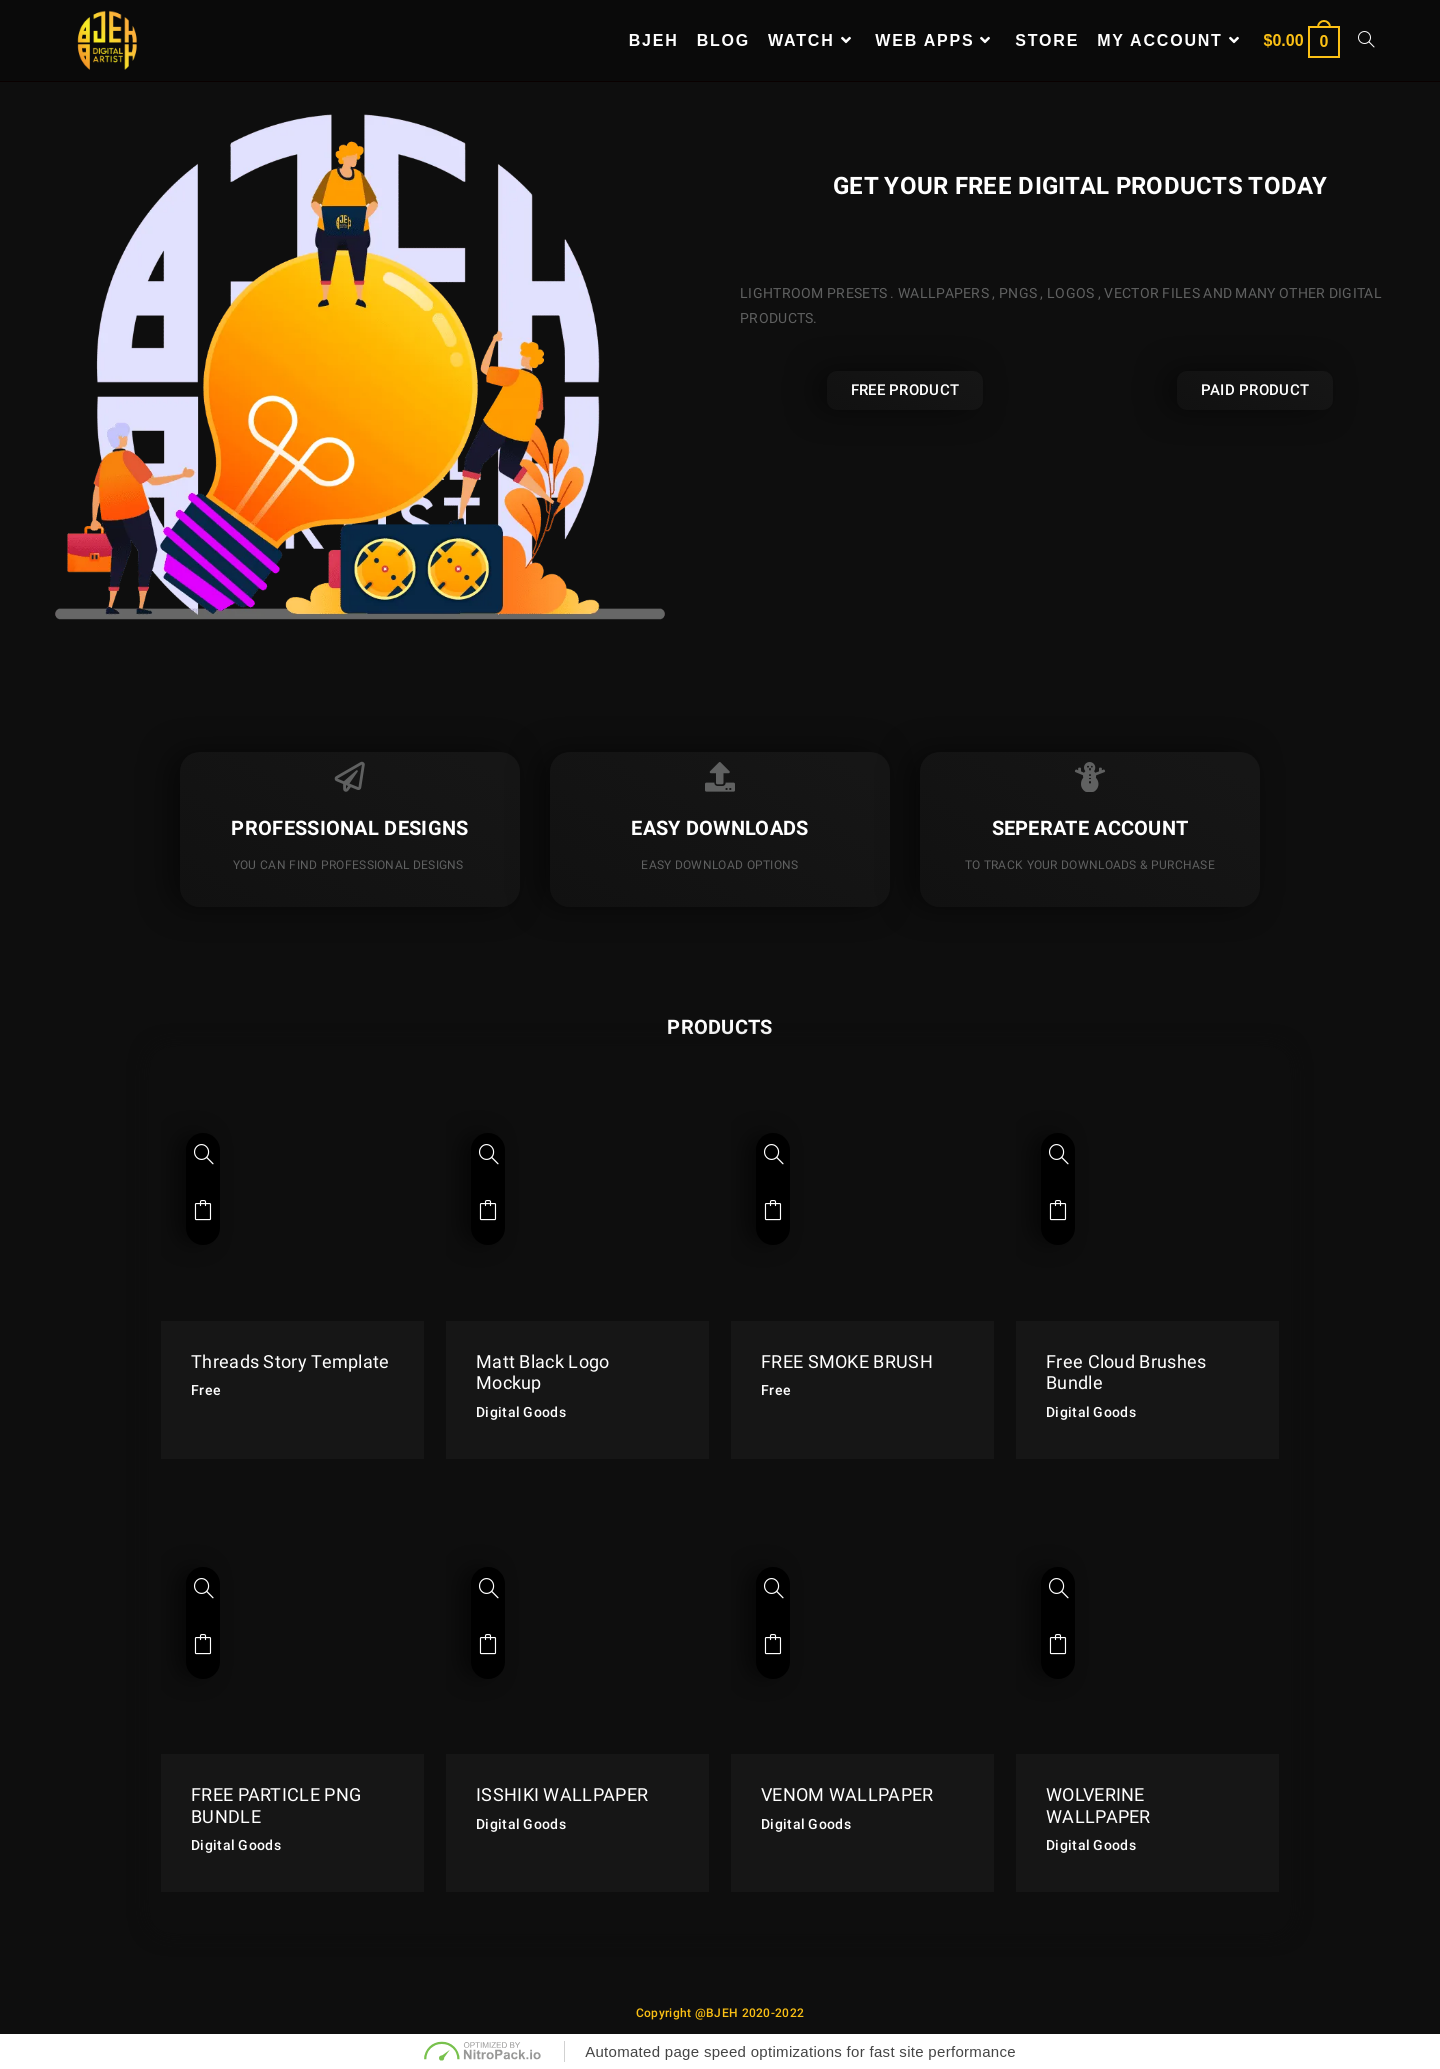 BJEH
DIGITAL
ARTIST
BJEH BLOG WATCH WEB APPS STORE MY ACCOUNT $0.00 0
GET YOUR FREE DIGITAL PRODUCTS TODAY
LIGHTROOM PRESETS . WALLPAPERS , PNGS , LOGOS , VECTOR FILES AND MANY OTHER DIGITAL
PRODUCTS.
FREE PRODUCT PAID PRODUCT
PROFESSIONAL DESIGNS
YOU CAN FIND PROFESSIONAL DESIGNS
EASY DOWNLOADS
EASY DOWNLOAD OPTIONS
SEPERATE ACCOUNT
TO TRACK YOUR DOWNLOADS & PURCHASE
PRODUCTS
Threads Story Template
Free
Matt Black Logo
Mockup
Digital Goods
FREE SMOKE BRUSH
Free
Free Cloud Brushes
Bundle
Digital Goods
FREE PARTICLE PNG
BUNDLE
Digital Goods
ISSHIKI WALLPAPER
Digital Goods
VENOM WALLPAPER
Digital Goods
WOLVERINE
WALLPAPER
Digital Goods
Copyright @BJEH 2020-2022
OPTIMIZED BY
NitroPack.io
Automated page speed optimizations for fast site performance